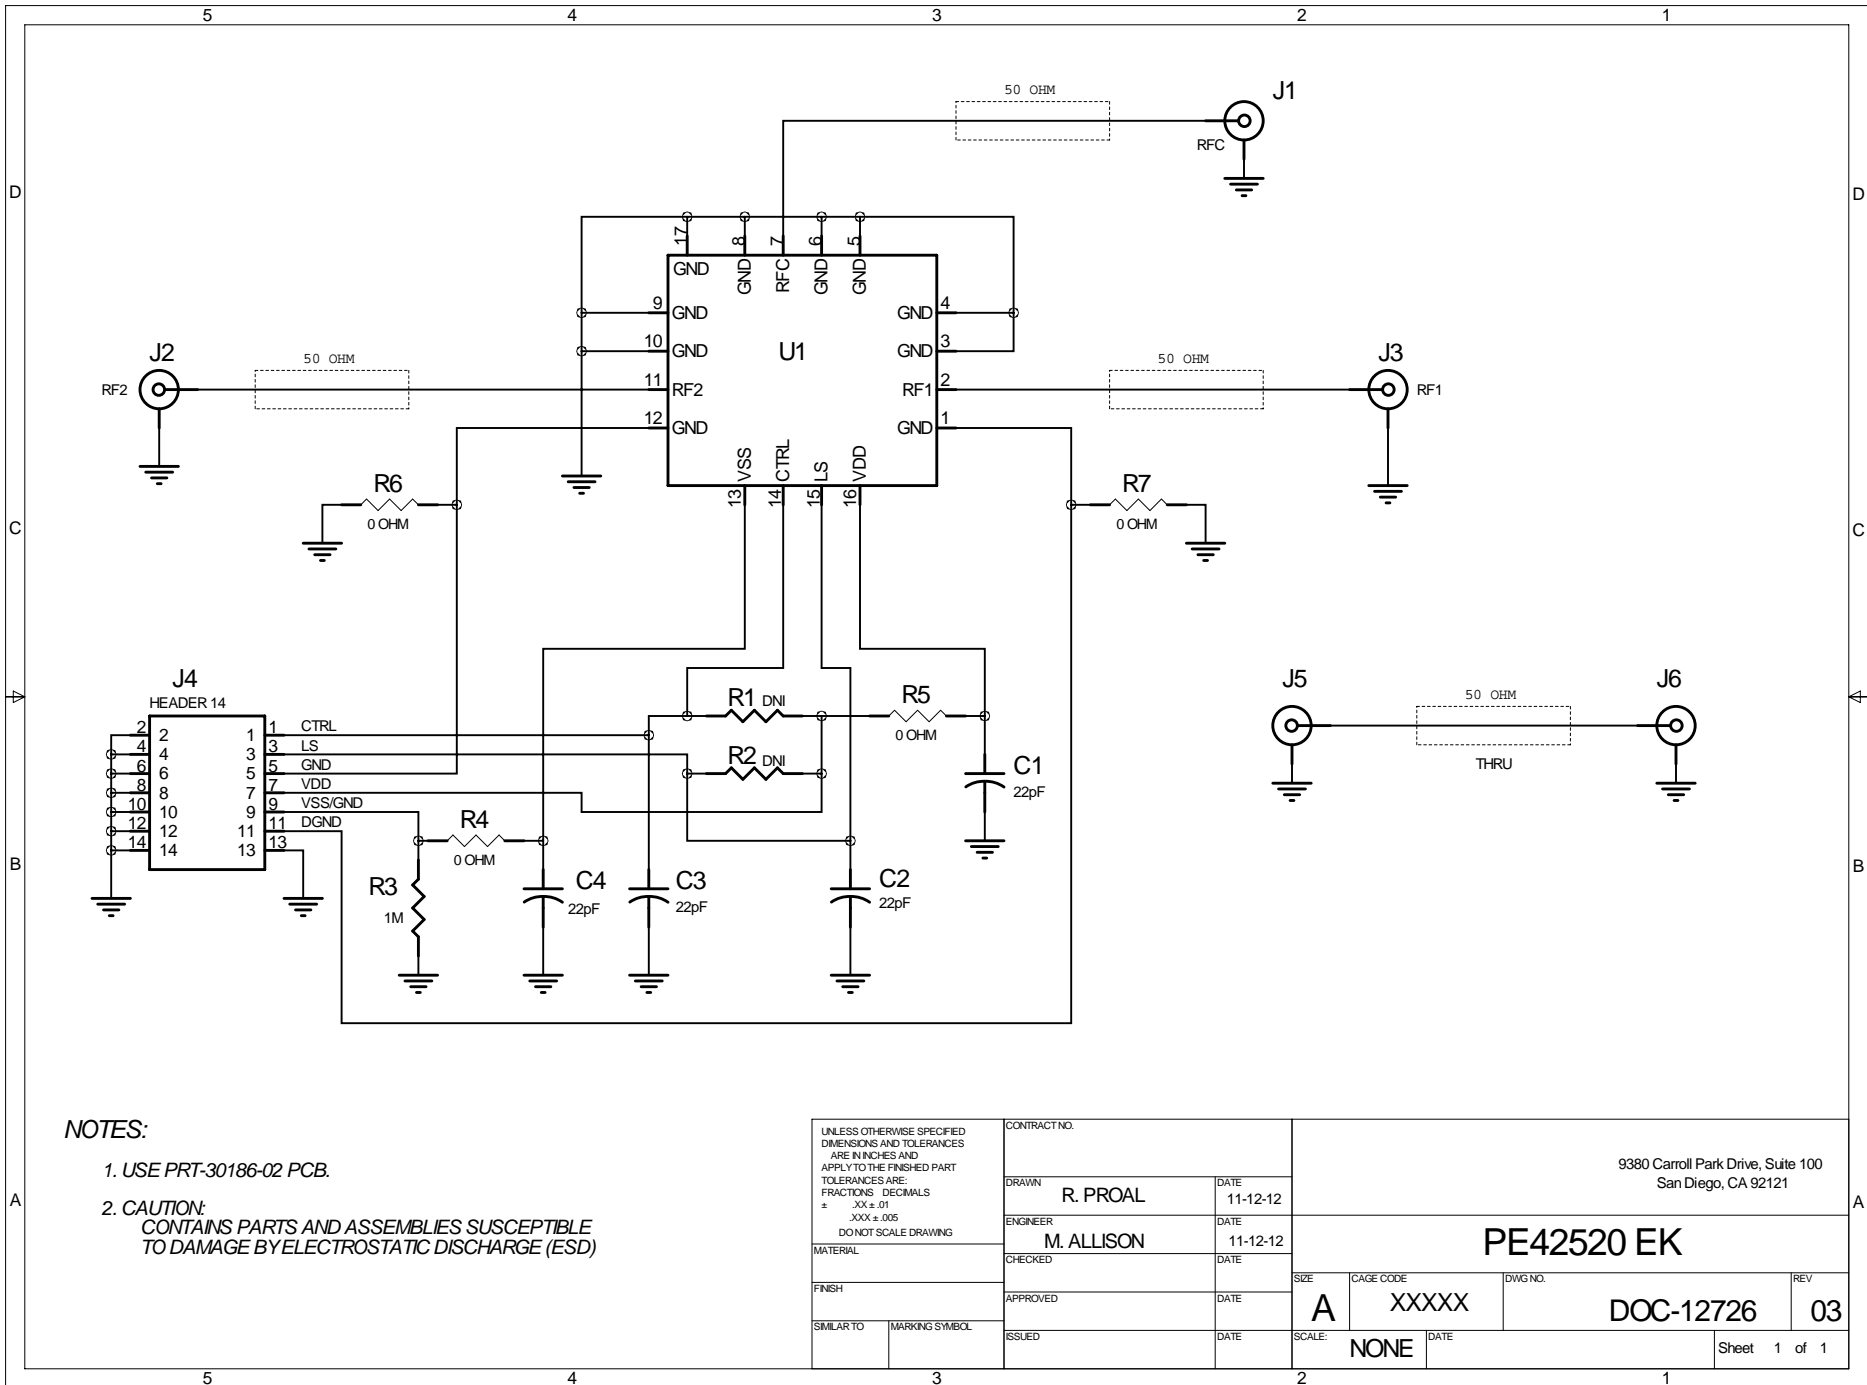 5 4 3 2 1
50 OHM
J1
RFC
D D
17 8 7 6 5
GND GND RFC GND GND
9 GND GND 4
10 GND U1 GND 3
J2 50 OHM 50 OHM J3
RF2 11 RF2 RF1 2 RF1
12 GND GND 1
VSS CTRL LS VDD
13 14 15 16
R6 R7
0 OHM 0 OHM
C C
J4
HEADER 14
R1 DNI R5
0 OHM
J5 50 OHM J6
THRU
2 2 1 1 CTRL
4 4 3 3 LS
6 6 5 5 GND
8 8 7 7 VDD
10 10 9 9 VSS/GND
12 12 11 11 DGND
14 14 13 13
R2 DNI
C1
22pF
R4
0 OHM
B B
R3
1M
C4
22pF
C3
22pF
C2
22pF
NOTES:
1. USE PRT-30186-02 PCB.
2. CAUTION:
CONTAINS PARTS AND ASSEMBLIES SUSCEPTIBLE
TO DAMAGE BY ELECTROSTATIC DISCHARGE (ESD)
A A
UNLESS OTHERWISE SPECIFIED
DIMENSIONS AND TOLERANCES
ARE IN INCHES AND
APPLY TO THE FINISHED PART
TOLERANCES ARE:
FRACTIONS DECIMALS
± .XX ± .01
.XXX ± .005
DO NOT SCALE DRAWING
MATERIAL
FINISH
SIMILAR TO MARKING SYMBOL
CONTRACT NO.
DRAWN R. PROAL DATE 11-12-12
ENGINEER M. ALLISON DATE 11-12-12
CHECKED DATE
APPROVED DATE
ISSUED DATE
9380 Carroll Park Drive, Suite 100
San Diego, CA 92121
PE42520 EK
SIZE A CAGE CODE XXXXX DWG NO. DOC-12726 REV 03
SCALE: NONE DATE Sheet 1 of 1
5 4 3 2 1